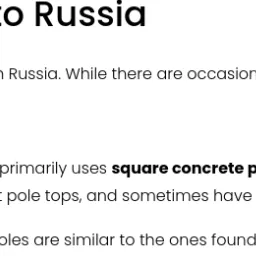 to Russia
n Russia. While there are occasion
primarily uses square concrete p
t pole tops, and sometimes have
oles are similar to the ones found